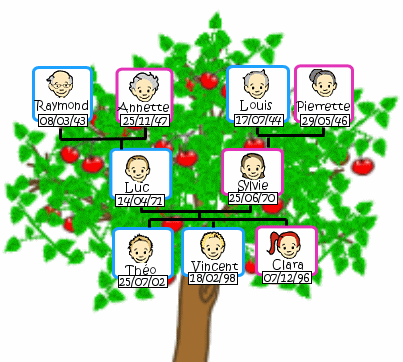 Raymond
08/03/43
Annette
25/11/47
Louis
17/07/44
Pierrette
29/05/46
Luc
14/04/71
Sylvie
25/06/70
Théo
25/07/02
Vincent
18/02/98
Clara
07/12/96